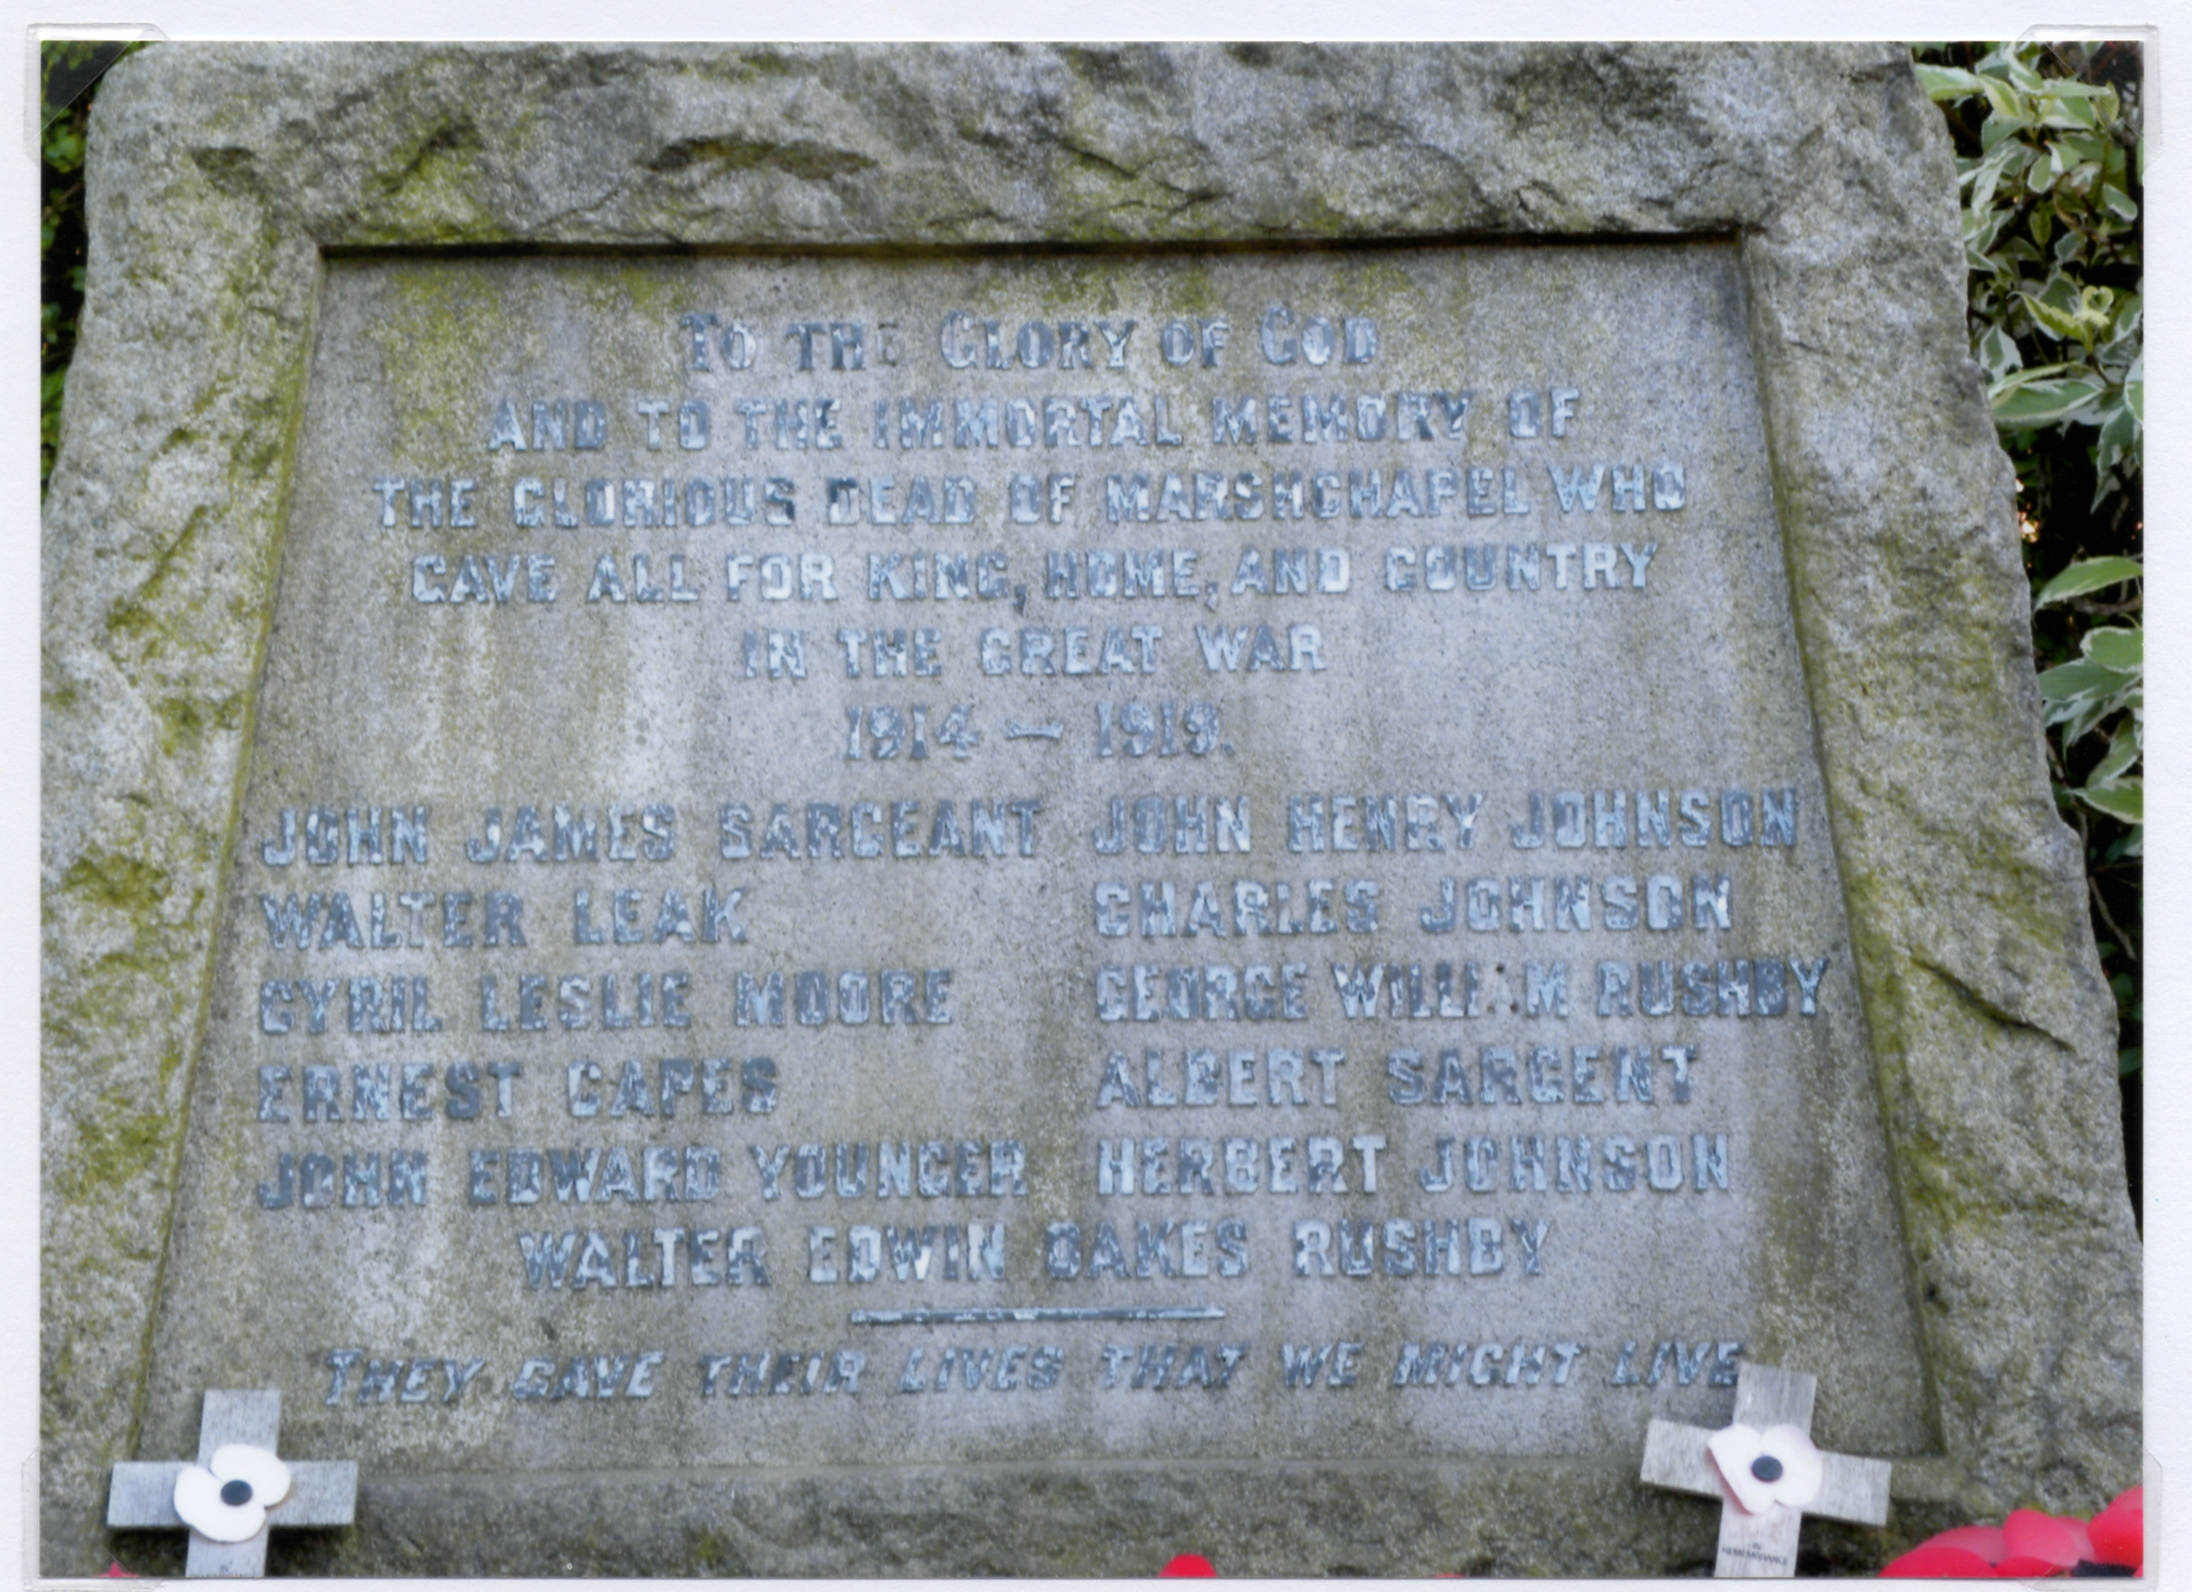 To the Glory of God
AND TO THE IMMORTAL MEMORY OF
THE GLORIOUS DEAD OF MARSHCHAPEL WHO
GAVE ALL FOR KING, HOME, AND COUNTRY
IN THE GREAT WAR
1914 — 1919.
JOHN JAMES SARGEANT JOHN HENRY JOHNSON
WALTER LEAK CHARLES JOHNSON
CYRIL LESLIE MOORE GEORGE WILLIAM RUSHBY
ERNEST CAPES ALBERT SARGENT
JOHN EDWARD YOUNGER HERBERT JOHNSON
WALTER EDWIN OAKES RUSHBY
THEY GAVE THEIR LIVES THAT WE MIGHT LIVE
IN
REMEMBRANCE